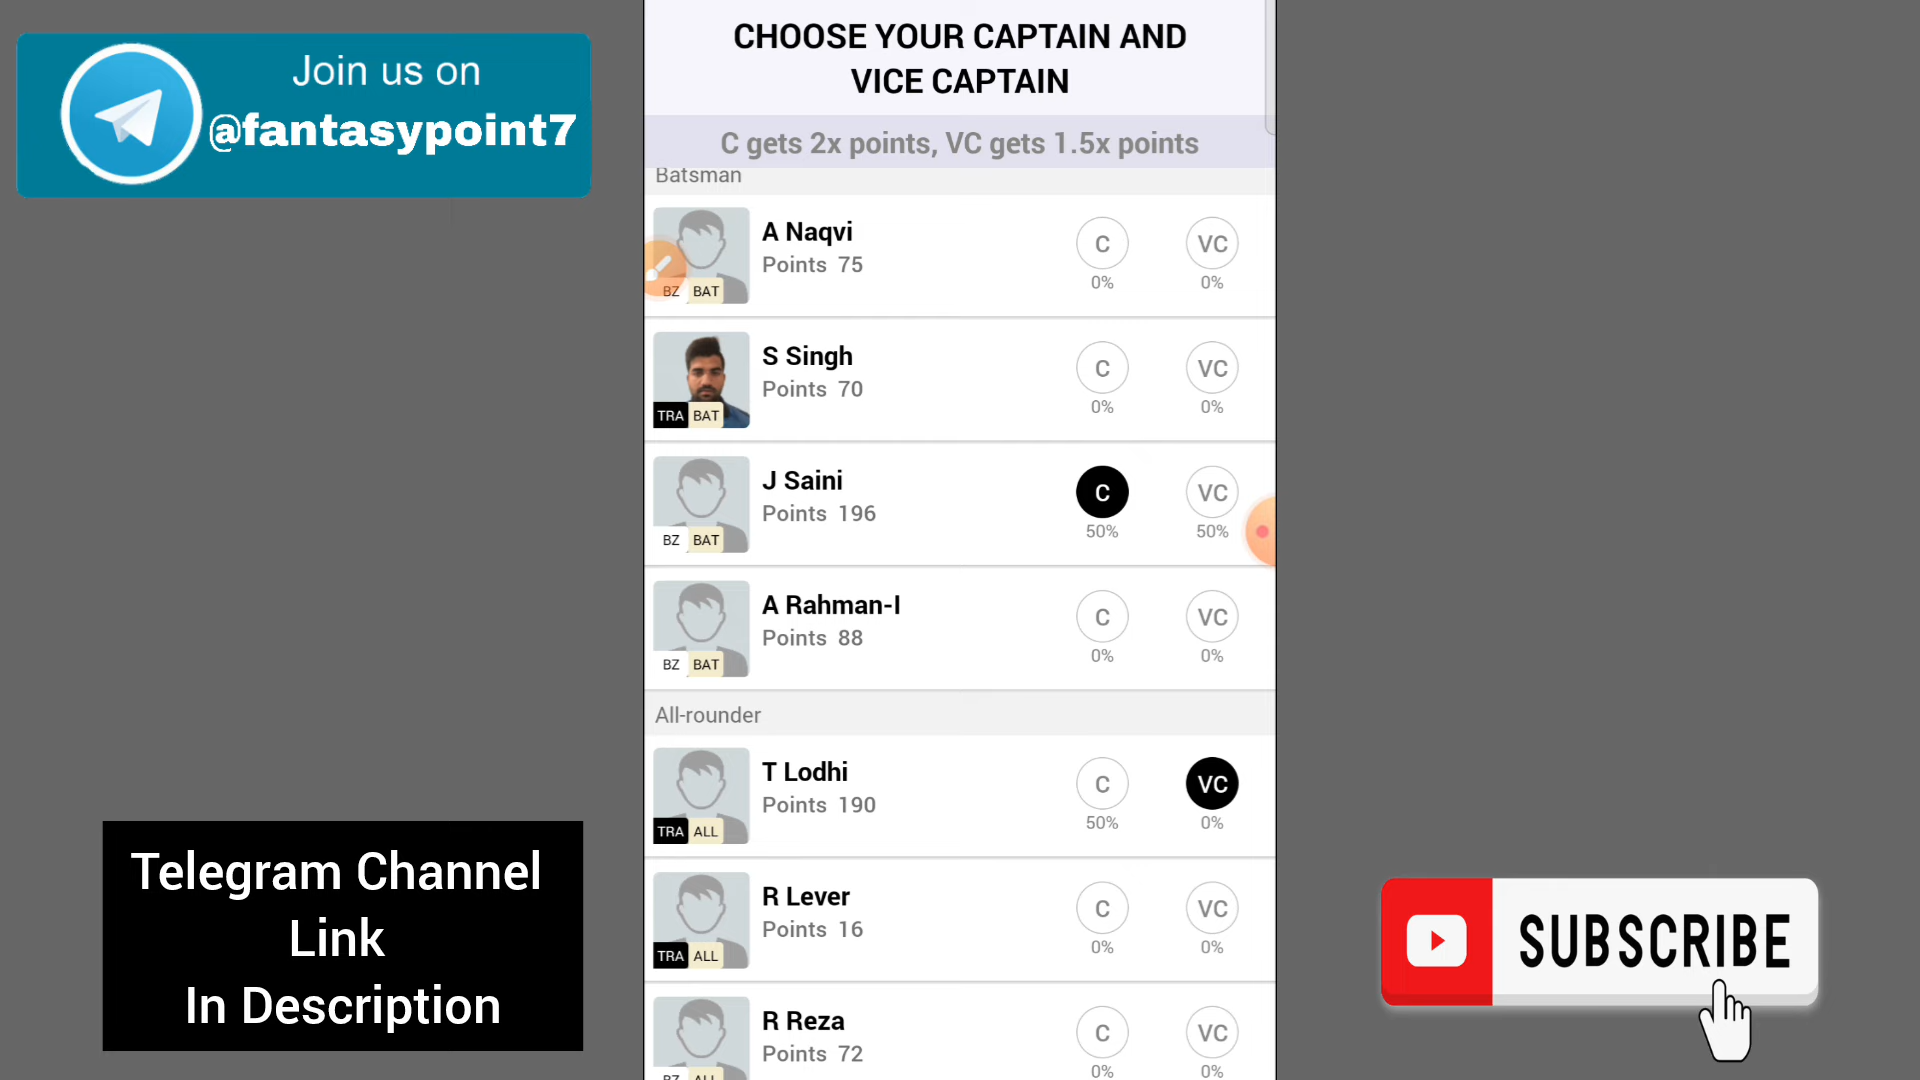 Join us on
@fantasypoint7
CHOOSE YOUR CAPTAIN AND
VICE CAPTAIN
C gets 2x points, VC gets 1.5x points
Batsman
A Naqvi
Points 75
BZ BAT
C
0%
VC
0%
S Singh
Points 70
TRA BAT
C
0%
VC
0%
J Saini
Points 196
BZ BAT
C
50%
VC
50%
A Rahman-I
Points 88
BZ BAT
C
0%
VC
0%
All-rounder
T Lodhi
Points 190
TRA ALL
C
50%
VC
0%
R Lever
Points 16
TRA ALL
C
0%
VC
0%
R Reza
Points 72
BZ ALL
C
0%
VC
0%
Telegram Channel
Link
In Description
SUBSCRIBE